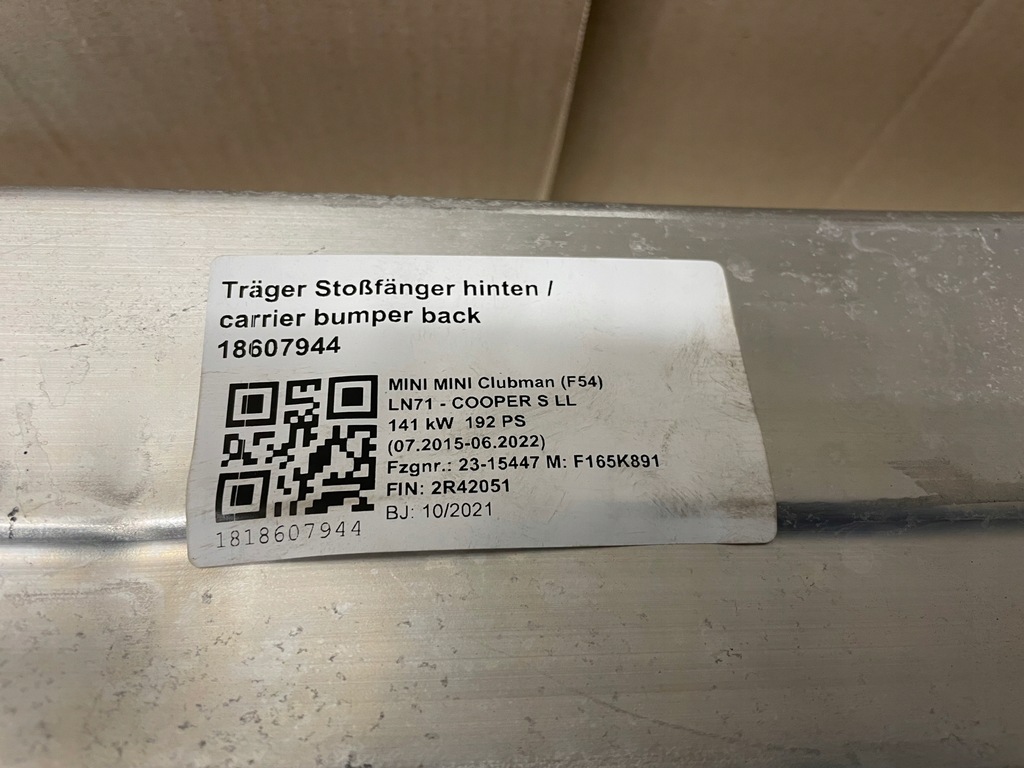 Träger Stoßfänger hinten /
carrier bumper back
18607944
MINI MINI Clubman (F54)
LN71 - COOPER S LL
141 kW 192 PS
(07.2015-06.2022)
Fzgnr.: 23-15447 M: F165K891
FIN: 2R42051
BJ: 10/2021
1818607944